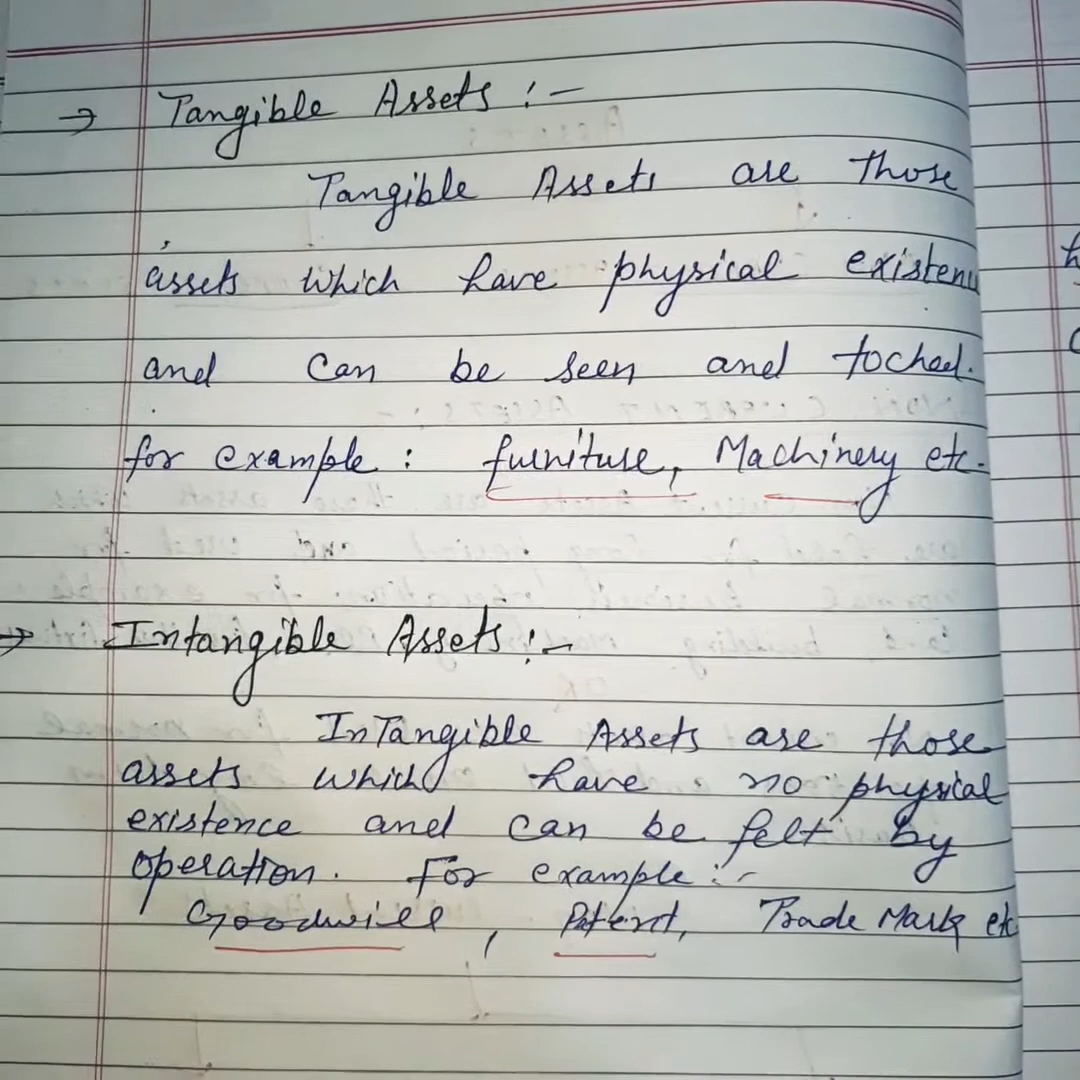 → Tangible Assets :-
Tangible Assets are those
assets which have physical existence
and can be seen and toched.
for example : furniture, Machinery etc.
→ Intangible Assets :-
InTangible Assets are those
assets which have no physical
existence and can be felt by
operation. For example :-
Goodwill, Patent, Trade Mark etc